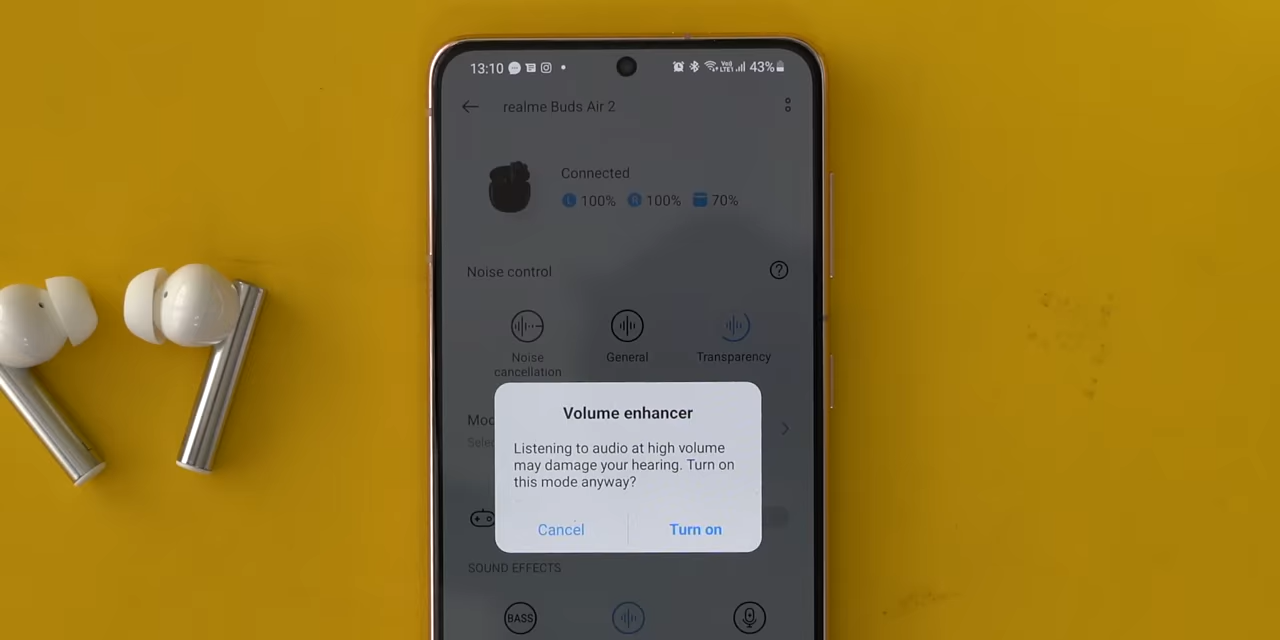 13:10 43%
realme Buds Air 2
Connected
L 100% R 100% 70%
Noise control
?
Noise
cancellation
General
Transparency
Volume enhancer
Listening to audio at high volume
may damage your hearing. Turn on
this mode anyway?
Cancel Turn on
SOUND EFFECTS
BASS